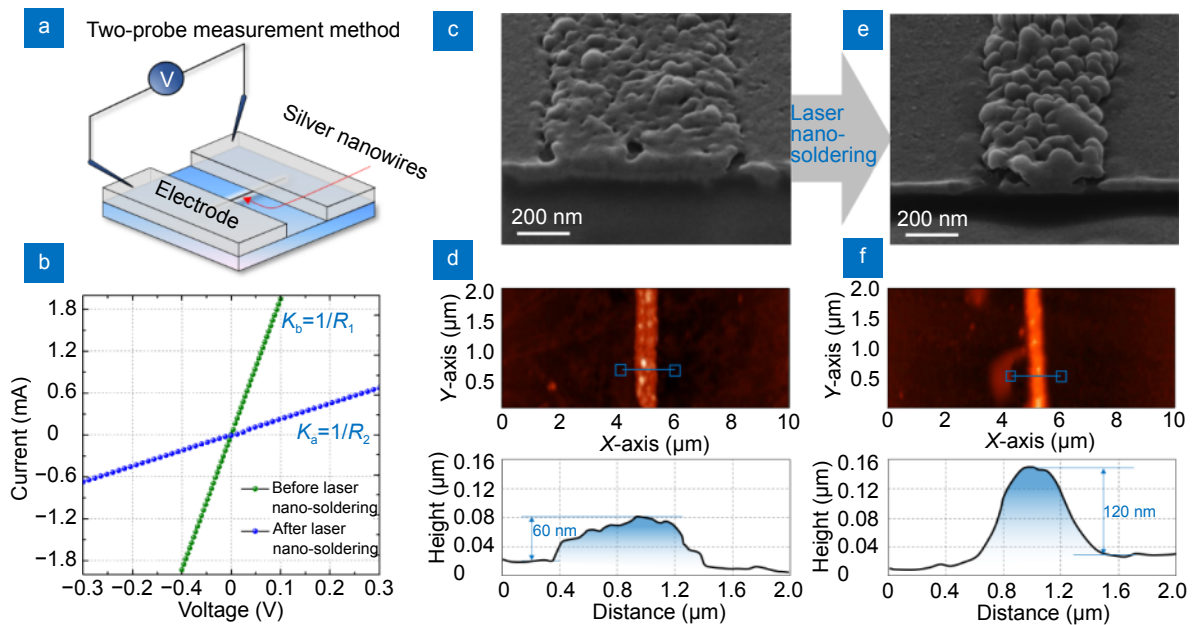 a
Two-probe measurement method
V
Silver nanowires
Electrode
b
Current (mA)
1.8
1.2
0.6
0
−0.6
−1.2
−1.8
K_b=1/R_1
K_a=1/R_2
Before laser
nano-soldering
After laser
nano-soldering
−0.3 −0.2 −0.1 0 0.1 0.2 0.3
Voltage (V)
c
200 nm
Laser
nano-
soldering
e
200 nm
d
Y-axis (μm)
2.0
1.5
1.0
0.5
0 2 4 6 8 10
X-axis (μm)
Height (μm)
0.16
0.12
0.08
0.04
0
60 nm
0 0.4 0.8 1.2 1.6 2.0
Distance (μm)
f
Y-axis (μm)
2.0
1.5
1.0
0.5
0 2 4 6 8 10
X-axis (μm)
Height (μm)
0.16
0.12
0.08
0.04
0
120 nm
0 0.4 0.8 1.2 1.6 2.0
Distance (μm)